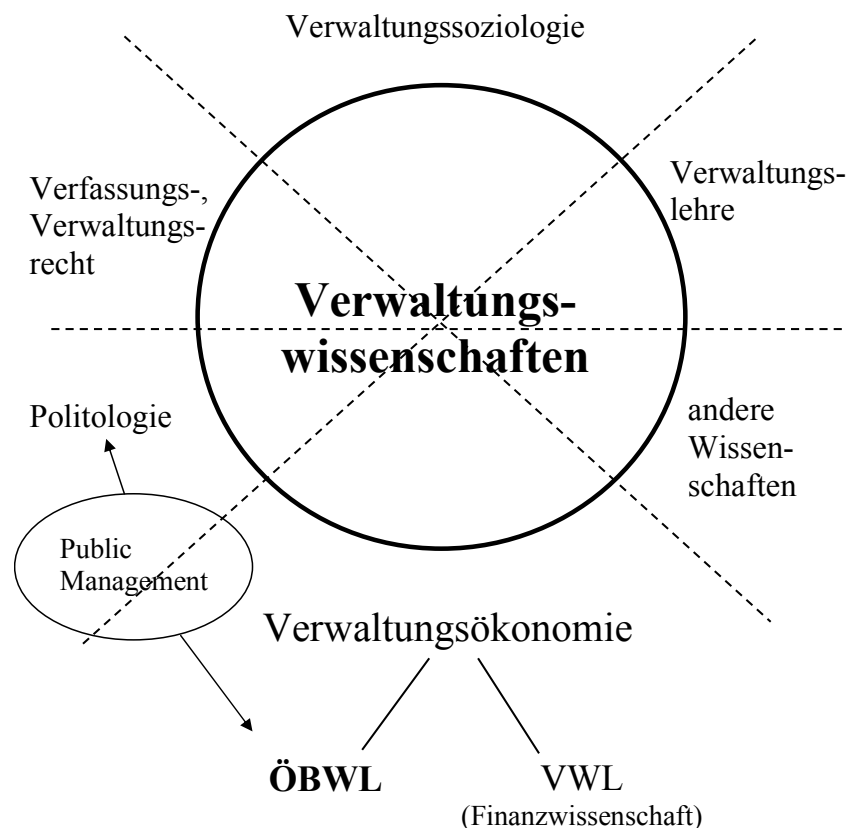 Verwaltungssoziologie
Verfassungs-,
Verwaltungs-
recht
Verwaltungs-
lehre
Verwaltungs-
wissenschaften
Politologie
andere
Wissen-
schaften
Public
Management
Verwaltungsökonomie
ÖBWL
VWL
(Finanzwissenschaft)